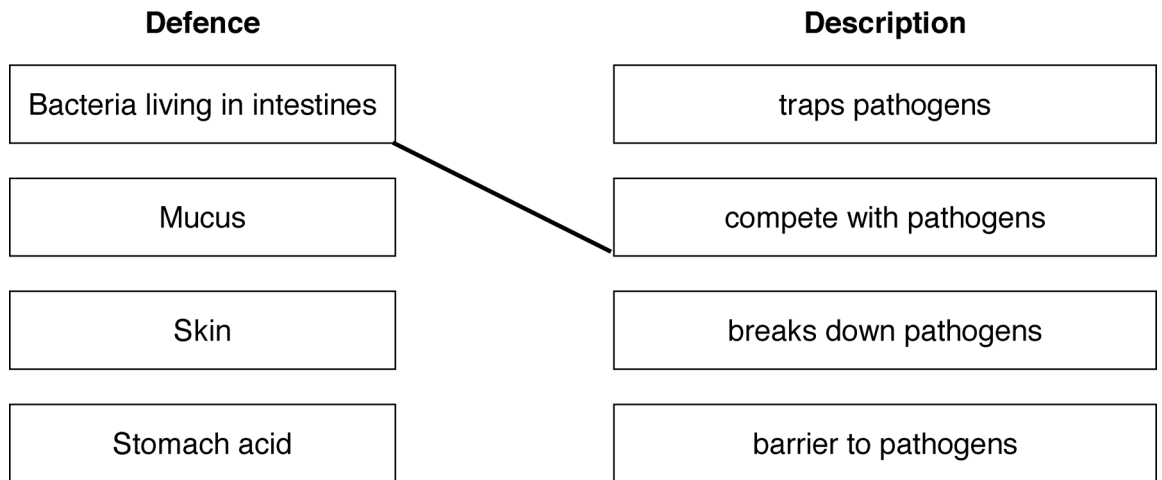 Defence
Description
Bacteria living in intestines
traps pathogens
Mucus
compete with pathogens
Skin
breaks down pathogens
Stomach acid
barrier to pathogens